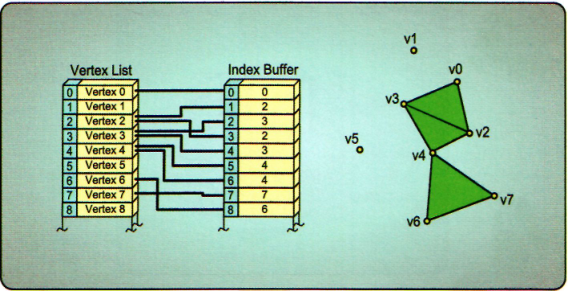 Vertex List
0 Vertex 0
1 Vertex 1
2 Vertex 2
3 Vertex 3
4 Vertex 4
5 Vertex 5
6 Vertex 6
7 Vertex 7
8 Vertex 8
Index Buffer
0 0
1 2
2 3
3 2
4 3
5 4
6 4
7 7
8 6
v1
v0
v3
v2
v5
v4
v7
v6